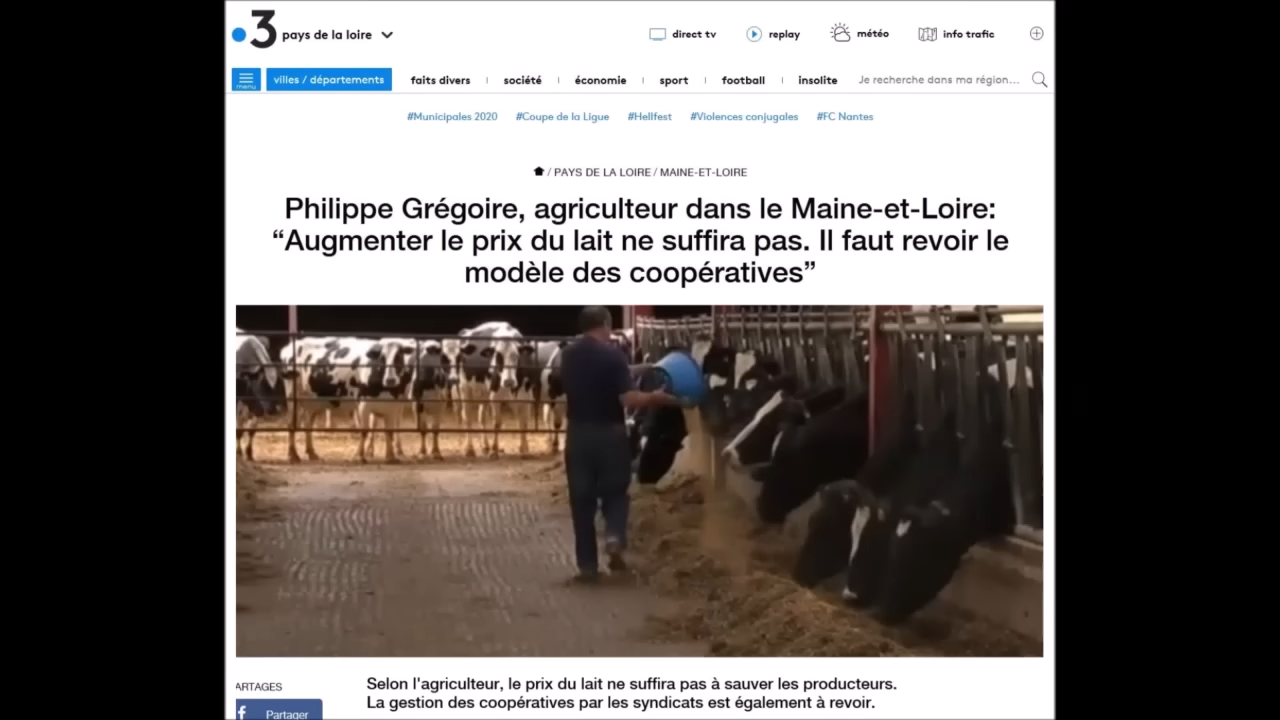 3 pays de la loire
direct tv
replay
météo
info trafic
menu
villes / départements
faits divers
société
économie
sport
football
insolite
Je recherche dans ma région...
#Municipales 2020 #Coupe de la Ligue #Hellfest #Violences conjugales #FC Nantes
/ PAYS DE LA LOIRE / MAINE-ET-LOIRE
Philippe Grégoire, agriculteur dans le Maine-et-Loire:
“Augmenter le prix du lait ne suffira pas. Il faut revoir le
modèle des coopératives”
ARTAGES
f Partager
Selon l'agriculteur, le prix du lait ne suffira pas à sauver les producteurs.
La gestion des coopératives par les syndicats est également à revoir.